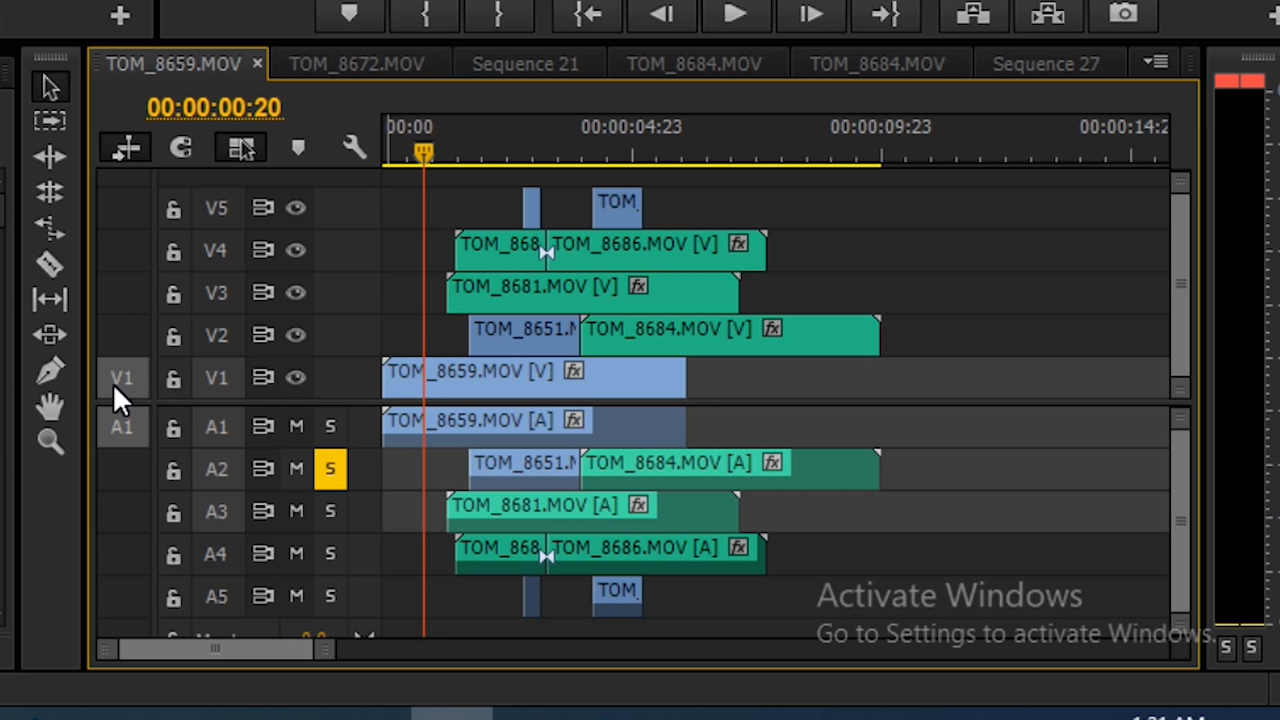 TOM_8659.MOV × TOM_8672.MOV Sequence 21 TOM_8684.MOV TOM_8684.MOV Sequence 27
00:00:00:20
00:00 00:00:04:23 00:00:09:23 00:00:14:2
V5 TOM_
V4 TOM_868 TOM_8686.MOV [V] fx
V3 TOM_8681.MOV [V] fx
V2 TOM_8651.M TOM_8684.MOV [V] fx
V1 V1 TOM_8659.MOV [V] fx
A1 A1 M S TOM_8659.MOV [A] fx
A2 M S TOM_8651.M TOM_8684.MOV [A] fx
A3 M S TOM_8681.MOV [A] fx
A4 M S TOM_868 TOM_8686.MOV [A] fx
A5 M S TOM_
Activate Windows
Go to Settings to activate Windows.
S S